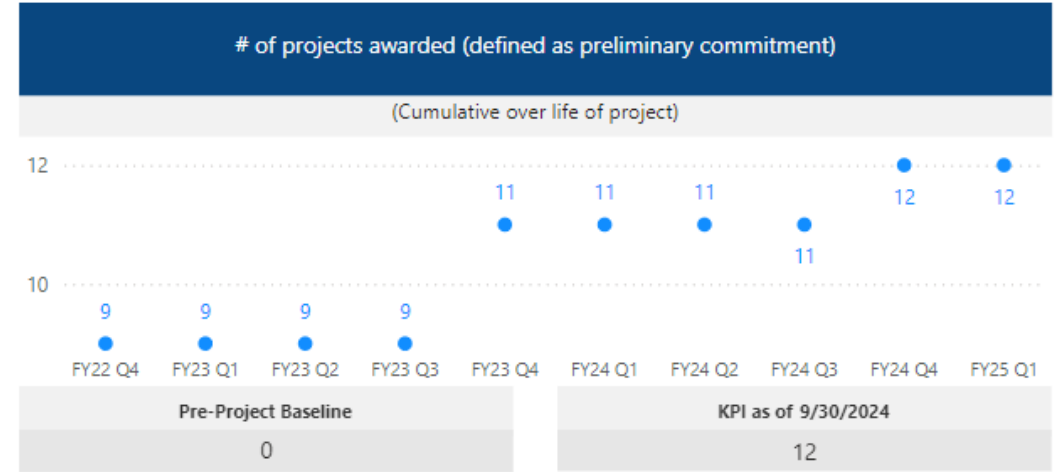 # of projects awarded (defined as preliminary commitment)
(Cumulative over life of project)
12
11 11 11
12 12
11
10
9 9 9 9
FY22 Q4 FY23 Q1 FY23 Q2 FY23 Q3 FY23 Q4 FY24 Q1 FY24 Q2 FY24 Q3 FY24 Q4 FY25 Q1
Pre-Project Baseline KPI as of 9/30/2024
0 12